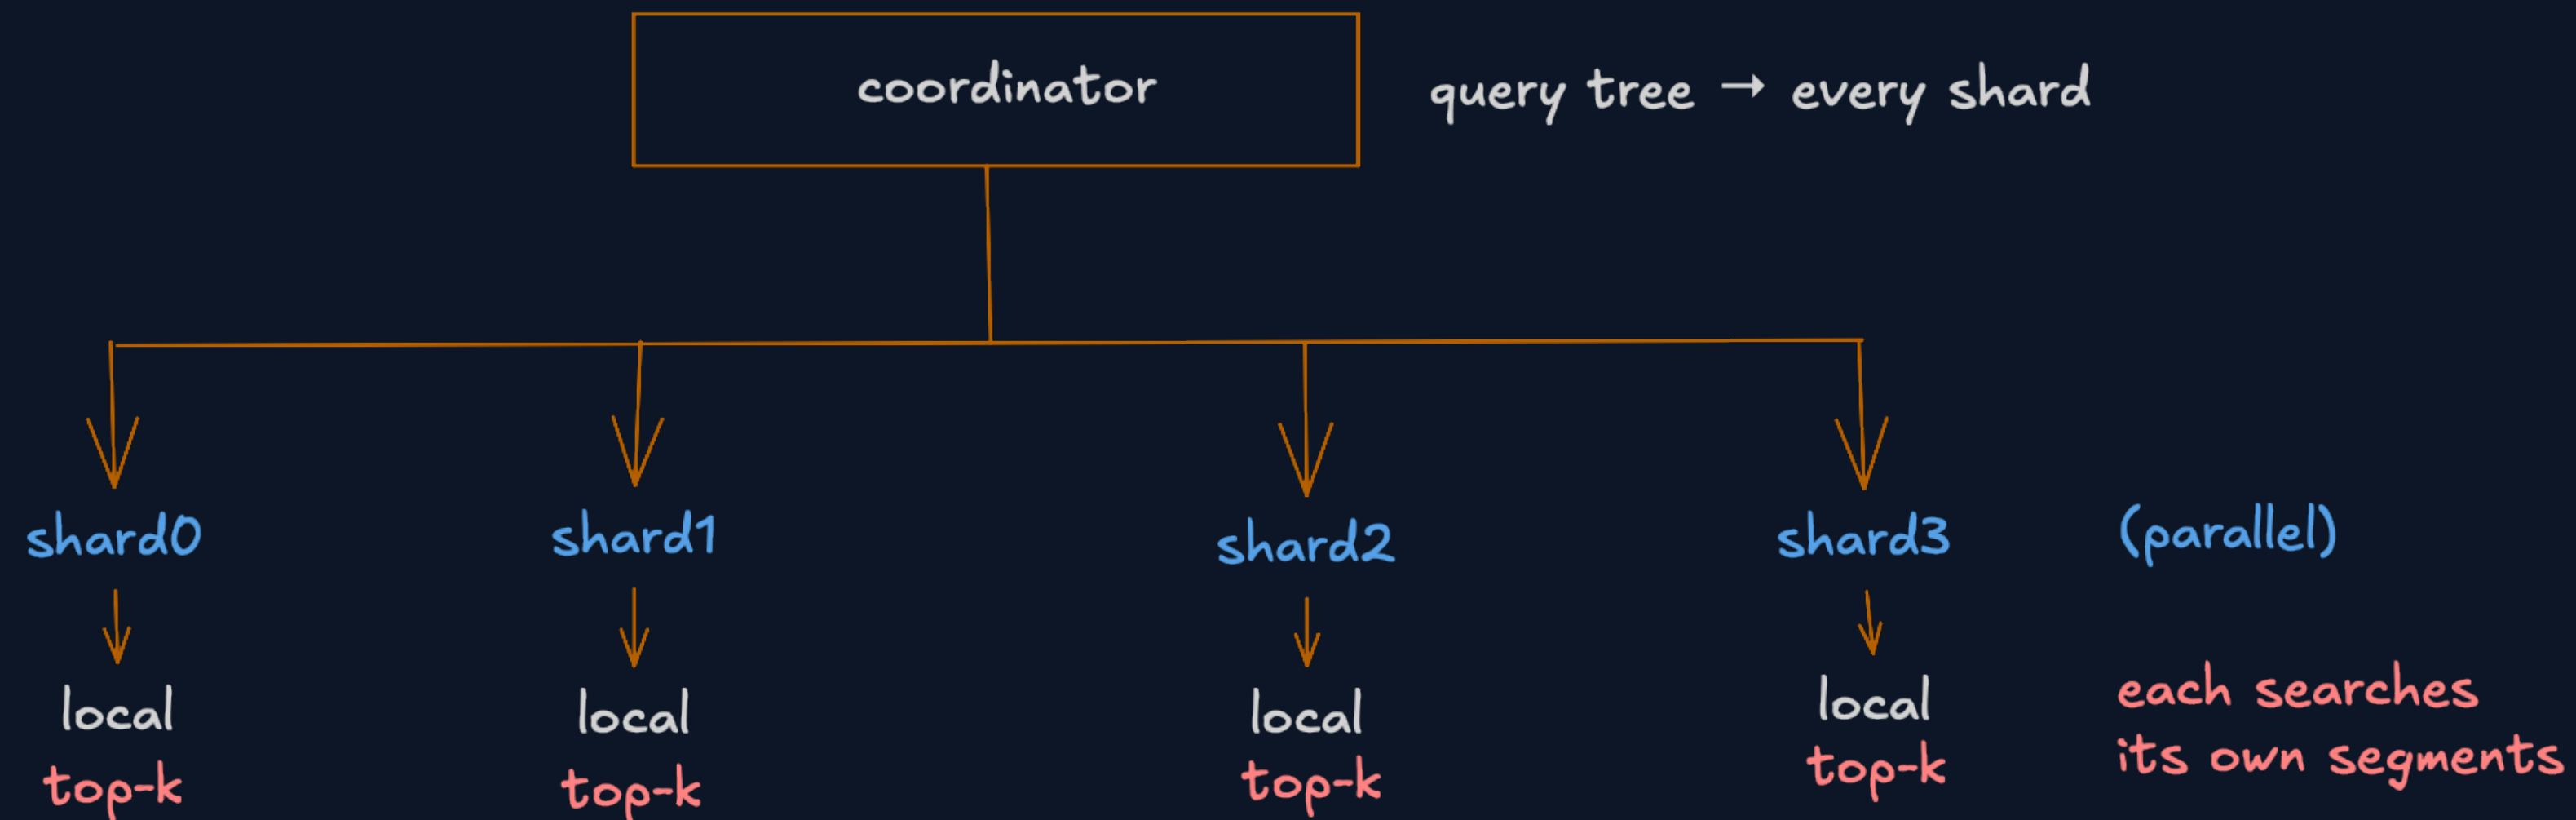 coordinator
query tree → every shard
shard0
shard1
shard2
shard3
(parallel)
local
top-k
local
top-k
local
top-k
local
top-k
each searches
its own segments